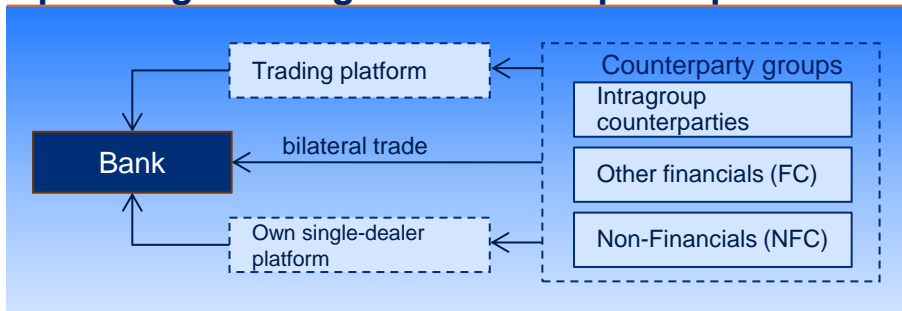 Trading platform
Counterparty groups
Intragroup
counterparties
bilateral trade
Bank
Other financials (FC)
Own single-dealer
platform
Non-Financials (NFC)